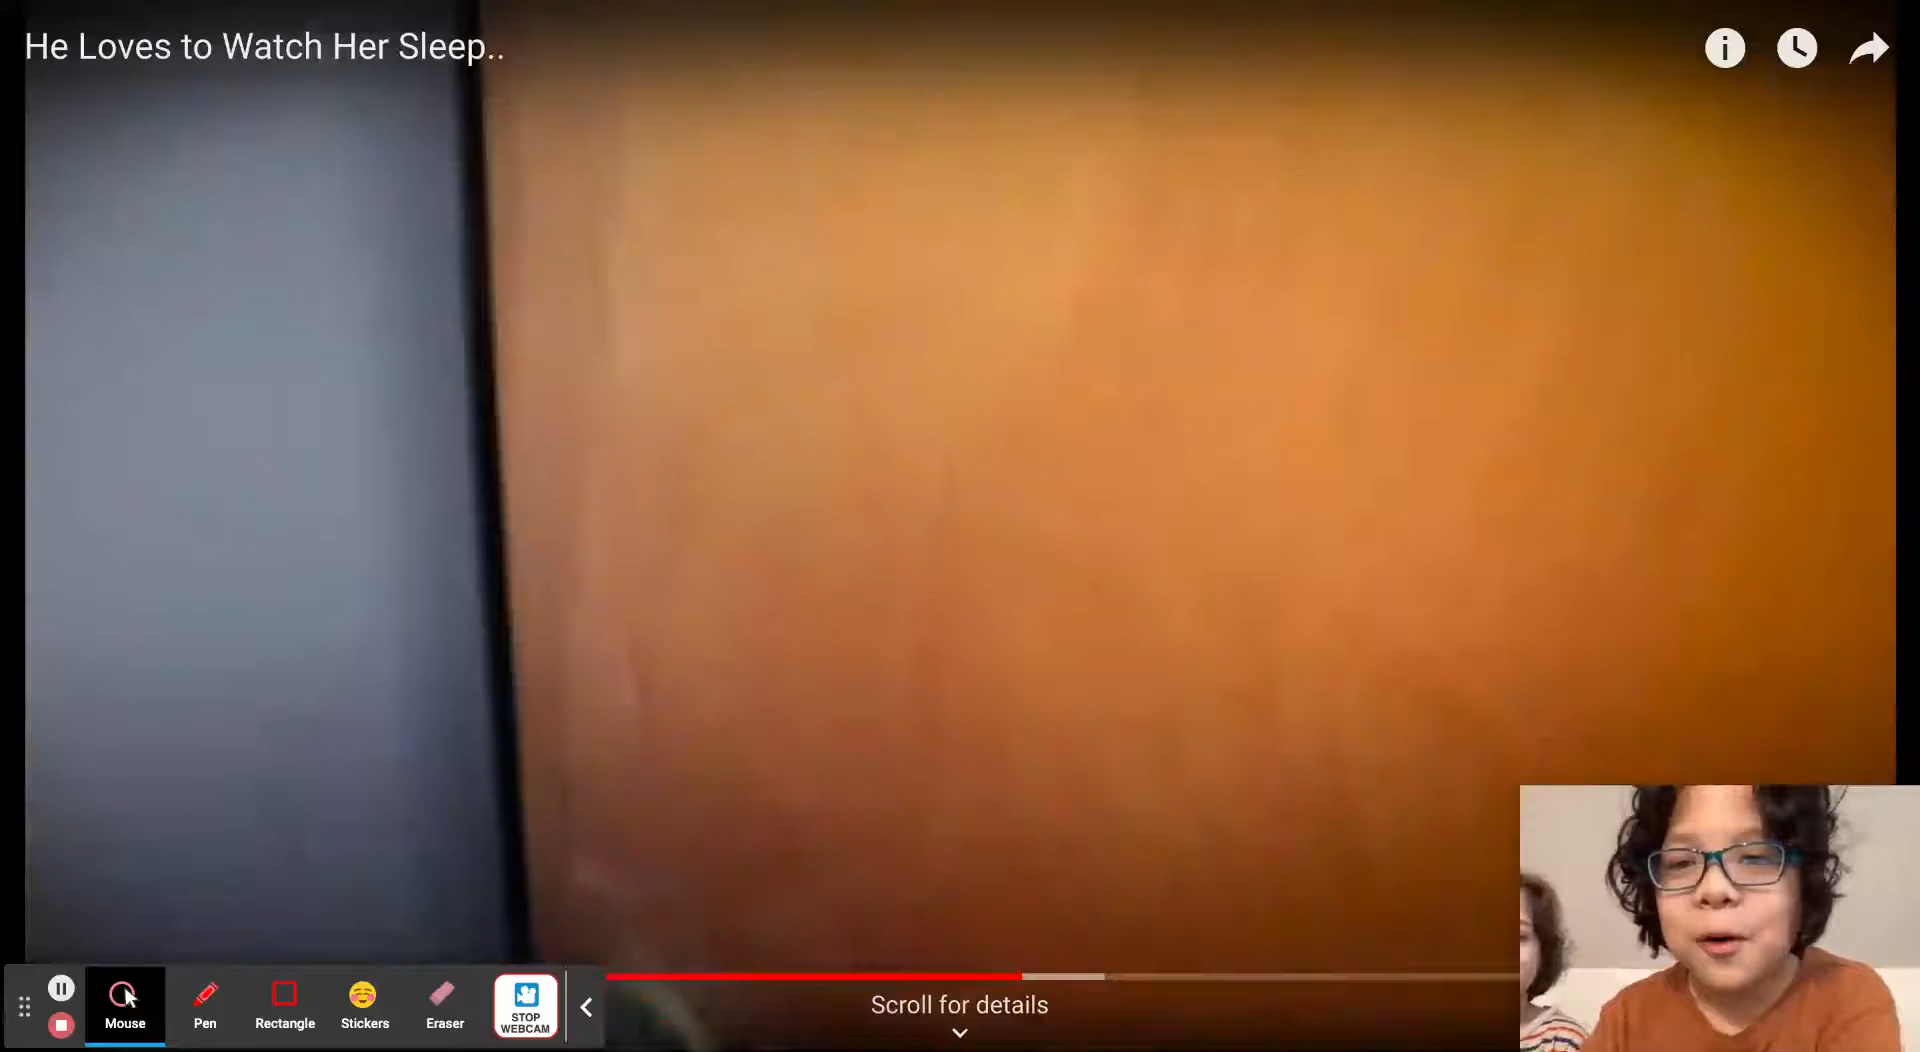 He Loves to Watch Her Sleep..
Mouse
Pen
Rectangle
Stickers
Eraser
STOP
WEBCAM
Scroll for details